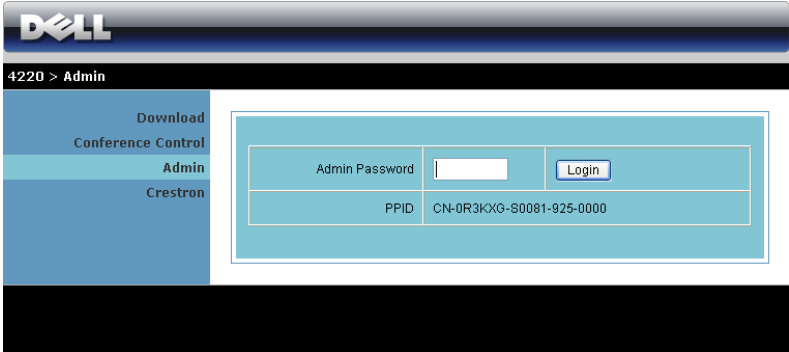 DELL
4220 > Admin
Download
Conference Control
Admin
Crestron
Admin Password
Login
PPID
CN-0R3KXG-S0081-925-0000